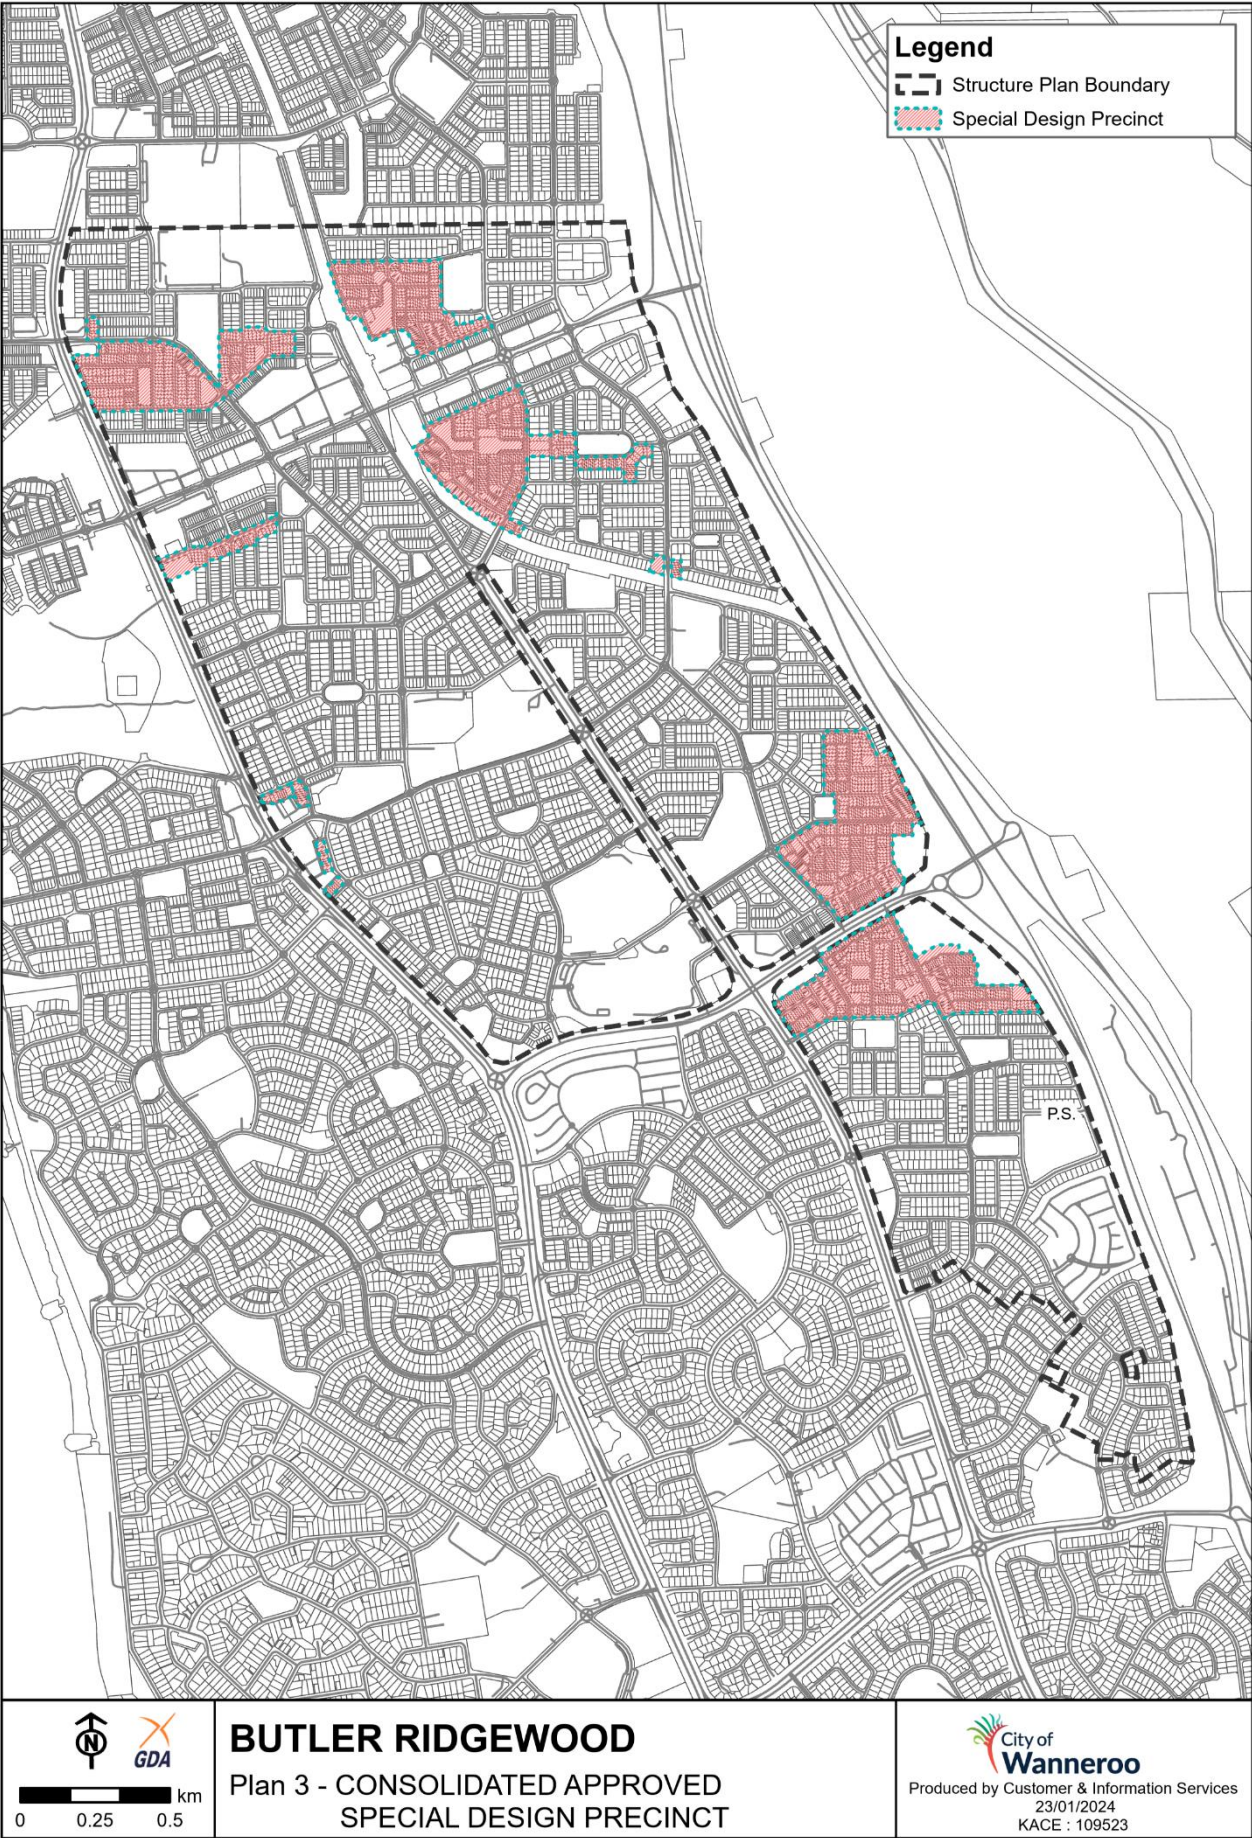 Legend
Structure Plan Boundary
Special Design Precinct
P.S.
N
GDA
km
0 0.25 0.5
BUTLER RIDGEWOOD
Plan 3 - CONSOLIDATED APPROVED
SPECIAL DESIGN PRECINCT
City of
Wanneroo
Produced by Customer & Information Services
23/01/2024
KACE : 109523